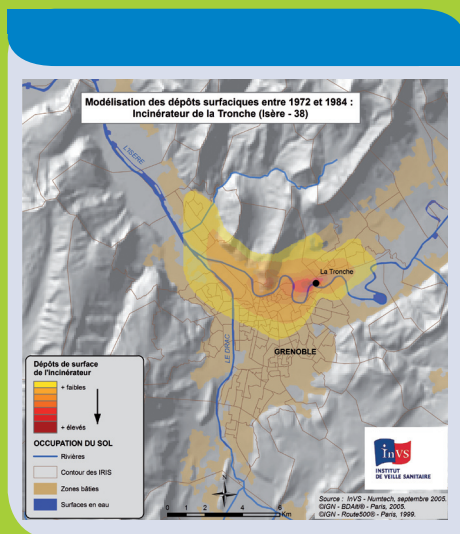 Modélisation des dépôts surfaciques entre 1972 et 1984 :
Incinérateur de la Tronche (Isère - 38)
L'ISERE
La Tronche
GRENOBLE
LE DRAC
Dépôts de surface
de l'incinérateur
+ faibles
+ élevés
OCCUPATION DU SOL
Rivières
Contour des IRIS
Zones bâties
Surfaces en eau
N
0 2 4 6
Km
InVS
INSTITUT
DE VEILLE SANITAIRE
Source : InVS - Numtech, septembre 2005.
©IGN - BDAlti® - Paris, 2005.
©IGN - Route500® - Paris, 1999.